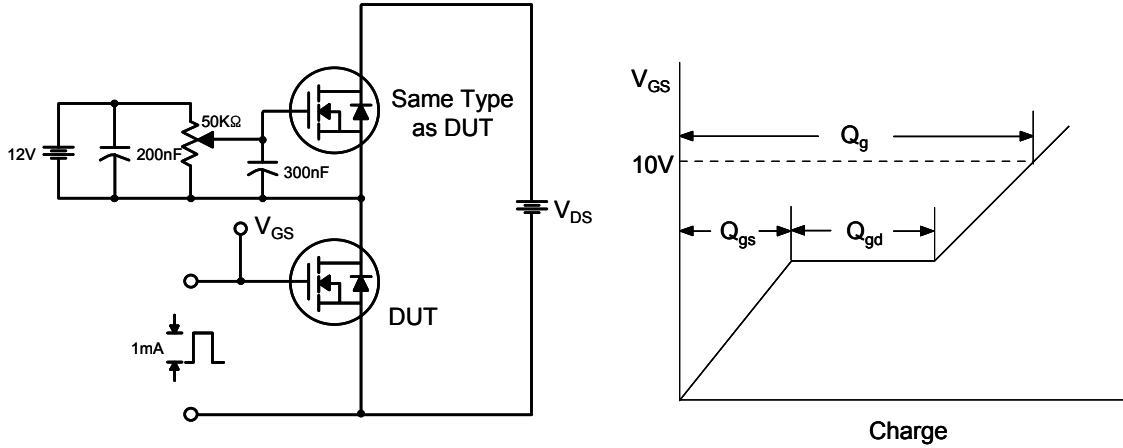 Same Type
as DUT
50KΩ
12V
200nF
300nF
V_GS
V_DS
DUT
1mA
V_GS
Q_g
10V
Q_gs
Q_gd
Charge